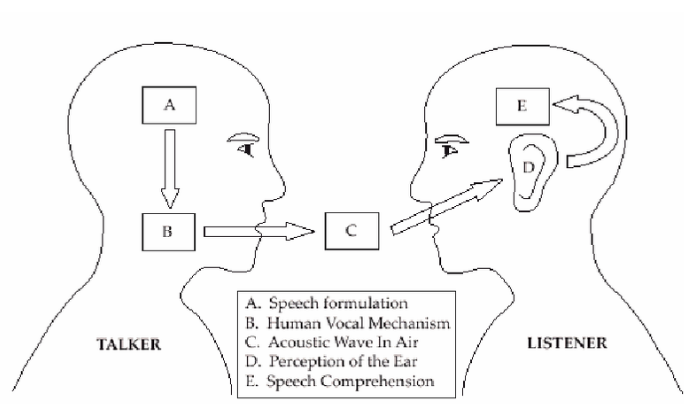 A
E
D
B
C
A. Speech formulation
B. Human Vocal Mechanism
C. Acoustic Wave In Air
D. Perception of the Ear
E. Speech Comprehension
TALKER
LISTENER